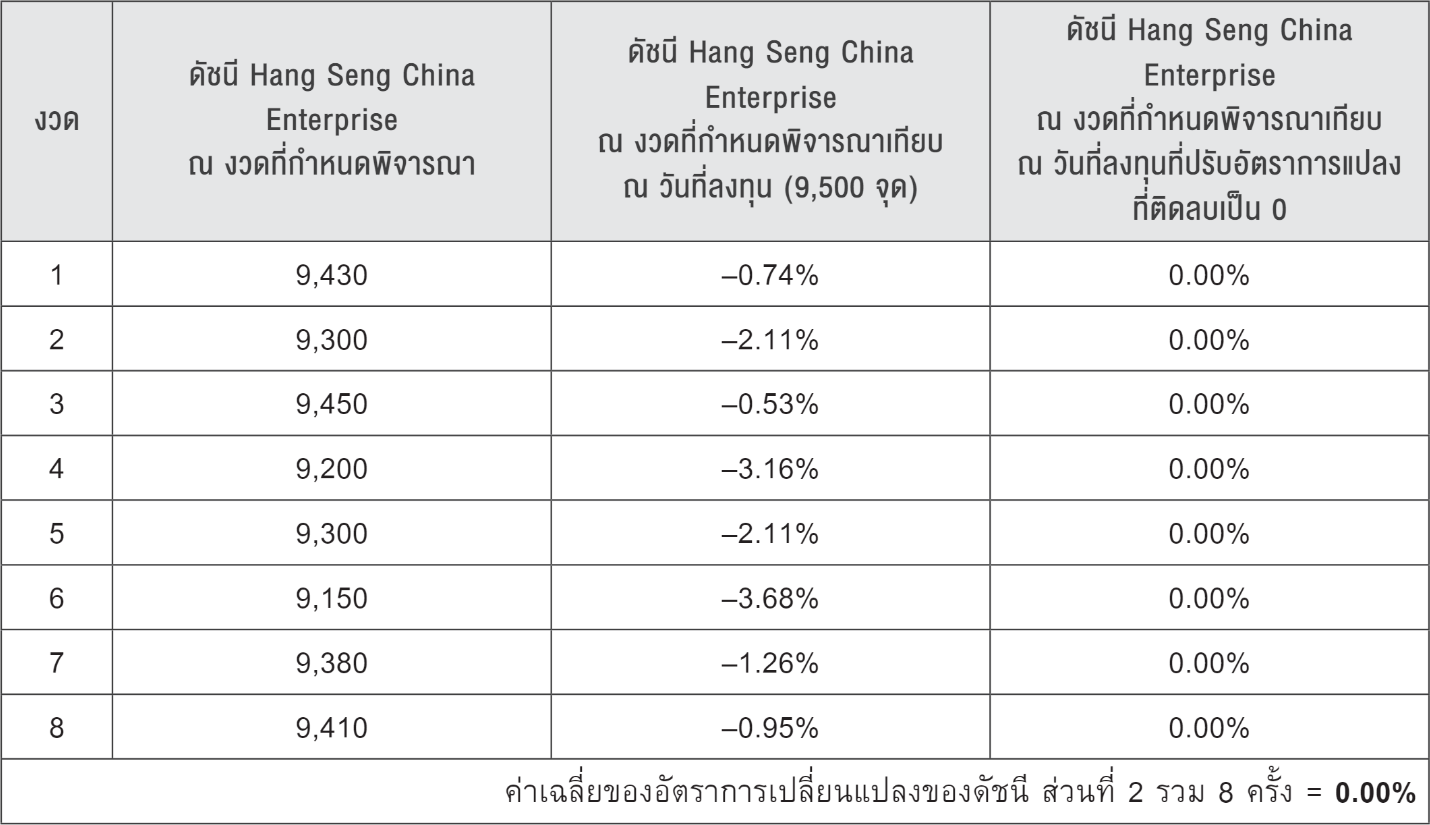 งวด
ดัชนี Hang Seng China
Enterprise
ณ งวดที่กำหนดพิจารณา
ดัชนี Hang Seng China
Enterprise
ณ งวดที่กำหนดพิจารณาเทียบ
ณ วันที่ลงทุน (9,500 จุด)
ดัชนี Hang Seng China
Enterprise
ณ งวดที่กำหนดพิจารณาเทียบ
ณ วันที่ลงทุนที่ปรับอัตราการแปลง
ที่ติดลบเป็น 0
1 9,430 –0.74% 0.00%
2 9,300 –2.11% 0.00%
3 9,450 –0.53% 0.00%
4 9,200 –3.16% 0.00%
5 9,300 –2.11% 0.00%
6 9,150 –3.68% 0.00%
7 9,380 –1.26% 0.00%
8 9,410 –0.95% 0.00%
ค่าเฉลี่ยของอัตราการเปลี่ยนแปลงของดัชนี ส่วนที่ 2 รวม 8 ครั้ง = 0.00%